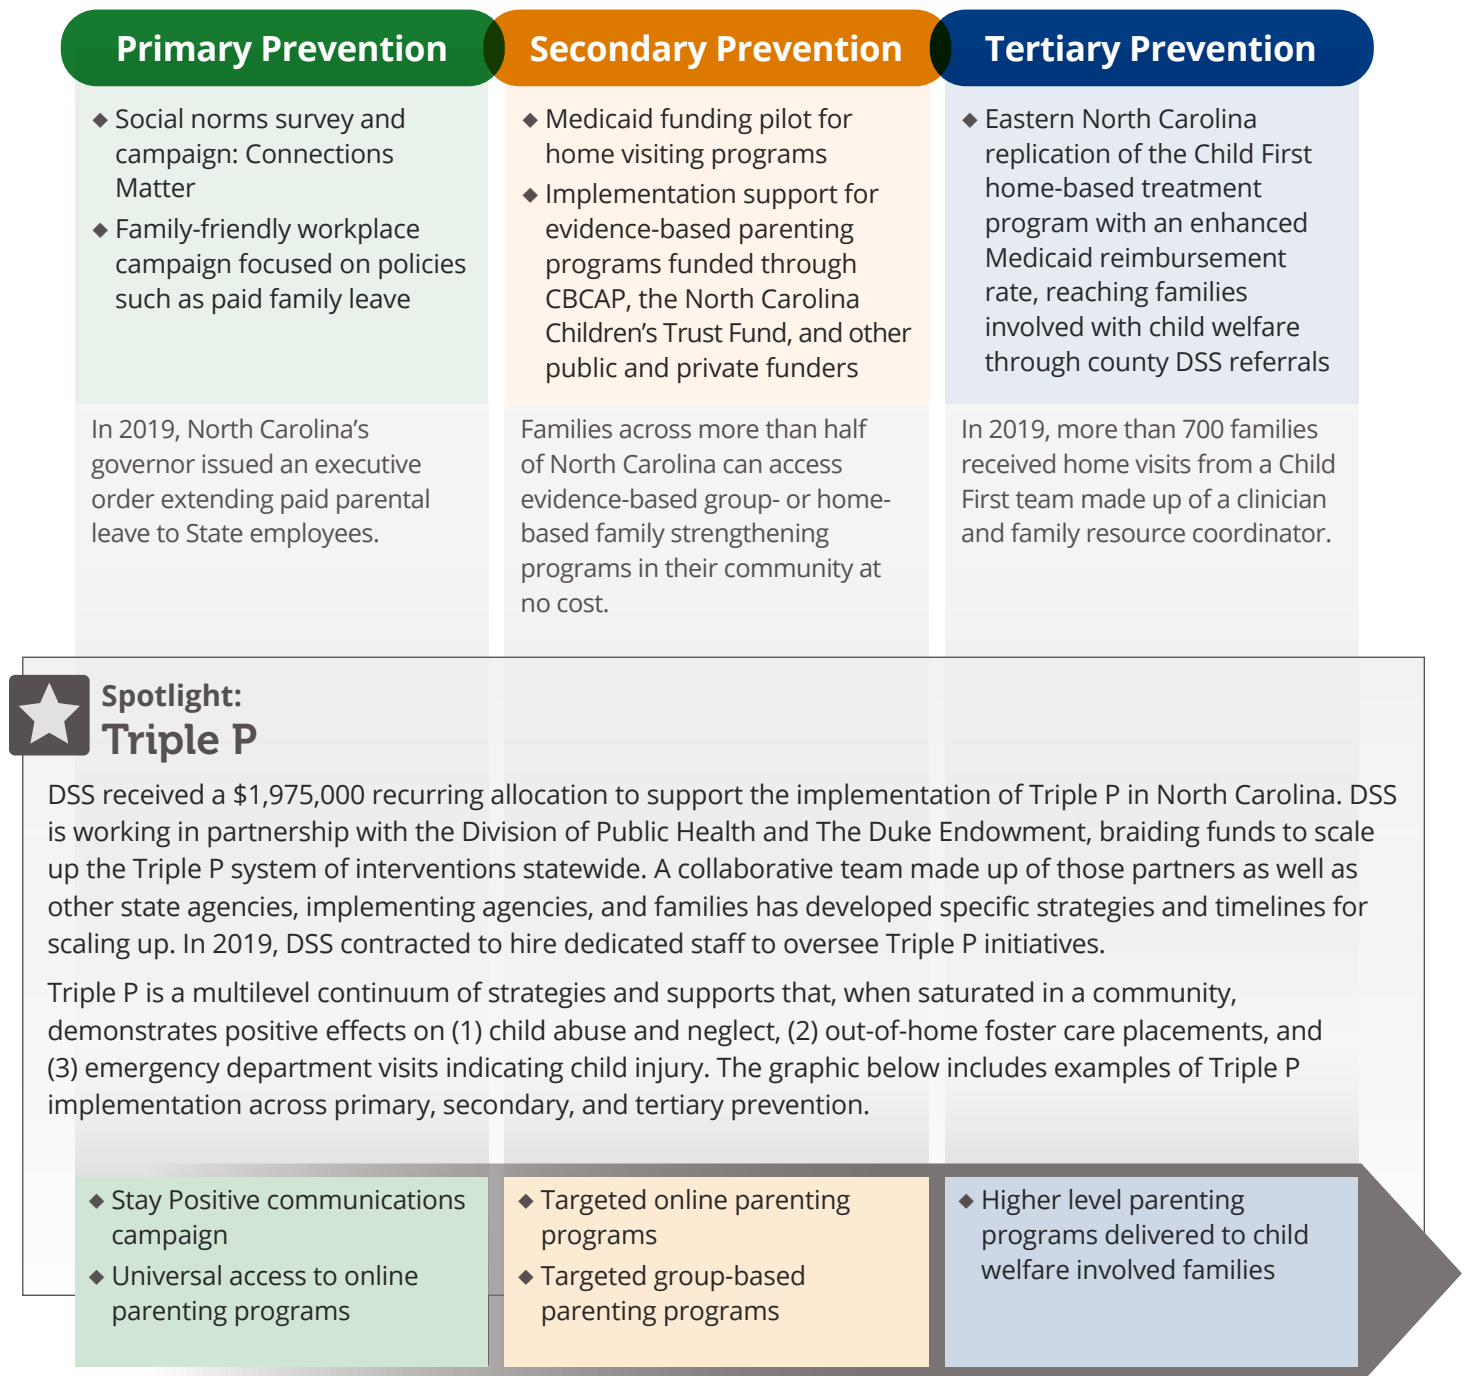 Primary Prevention
◆ Social norms survey and
campaign: Connections
Matter
◆ Family-friendly workplace
campaign focused on policies
such as paid family leave
In 2019, North Carolina’s
governor issued an executive
order extending paid parental
leave to State employees.
Secondary Prevention
◆ Medicaid funding pilot for
home visiting programs
◆ Implementation support for
evidence-based parenting
programs funded through
CBCAP, the North Carolina
Children’s Trust Fund, and other
public and private funders
Families across more than half
of North Carolina can access
evidence-based group- or home-
based family strengthening
programs in their community at
no cost.
Tertiary Prevention
◆ Eastern North Carolina
replication of the Child First
home-based treatment
program with an enhanced
Medicaid reimbursement
rate, reaching families
involved with child welfare
through county DSS referrals
In 2019, more than 700 families
received home visits from a Child
First team made up of a clinician
and family resource coordinator.
Spotlight:
Triple P
DSS received a $1,975,000 recurring allocation to support the implementation of Triple P in North Carolina. DSS
is working in partnership with the Division of Public Health and The Duke Endowment, braiding funds to scale
up the Triple P system of interventions statewide. A collaborative team made up of those partners as well as
other state agencies, implementing agencies, and families has developed specific strategies and timelines for
scaling up. In 2019, DSS contracted to hire dedicated staff to oversee Triple P initiatives.
Triple P is a multilevel continuum of strategies and supports that, when saturated in a community,
demonstrates positive effects on (1) child abuse and neglect, (2) out-of-home foster care placements, and
(3) emergency department visits indicating child injury. The graphic below includes examples of Triple P
implementation across primary, secondary, and tertiary prevention.
◆ Stay Positive communications
campaign
◆ Universal access to online
parenting programs
◆ Targeted online parenting
programs
◆ Targeted group-based
parenting programs
◆ Higher level parenting
programs delivered to child
welfare involved families